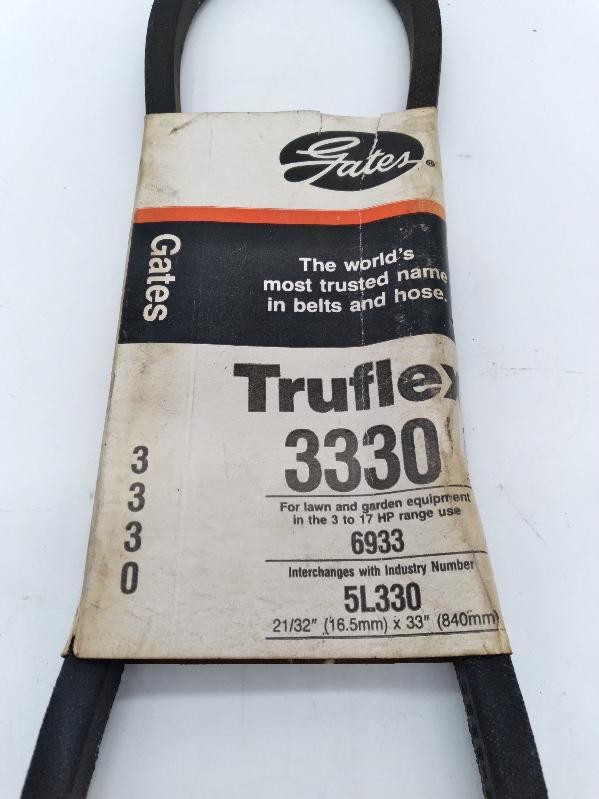 Gates®
Gates
The world's
most trusted name
in belts and hose.
Truflex
3330
3
3
3
0
For lawn and garden equipment
in the 3 to 17 HP range use
6933
Interchanges with Industry Number
5L330
21/32" (16.5mm) x 33" (840mm)